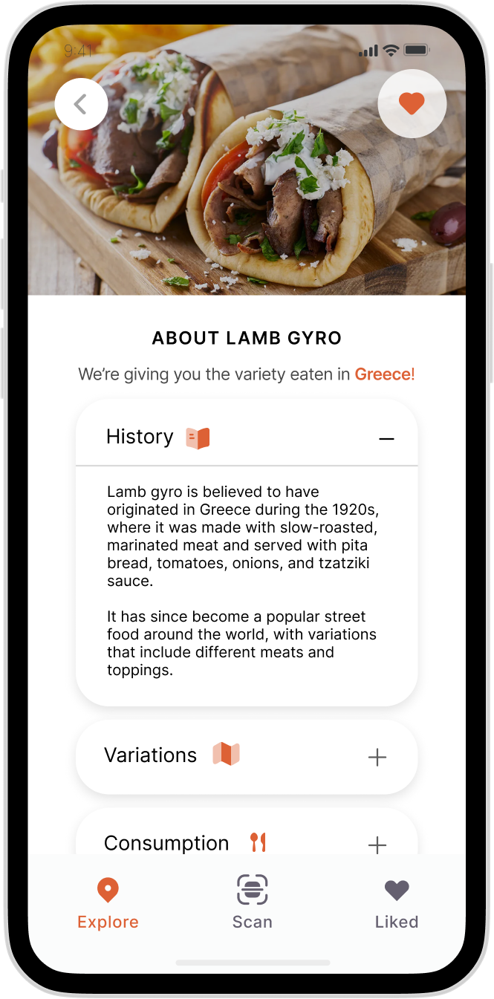 9:41
ABOUT LAMB GYRO
We’re giving you the variety eaten in Greece!
History
Lamb gyro is believed to have
originated in Greece during the 1920s,
where it was made with slow-roasted,
marinated meat and served with pita
bread, tomatoes, onions, and tzatziki
sauce.
It has since become a popular street
food around the world, with variations
that include different meats and
toppings.
Variations
Consumption
Explore
Scan
Liked